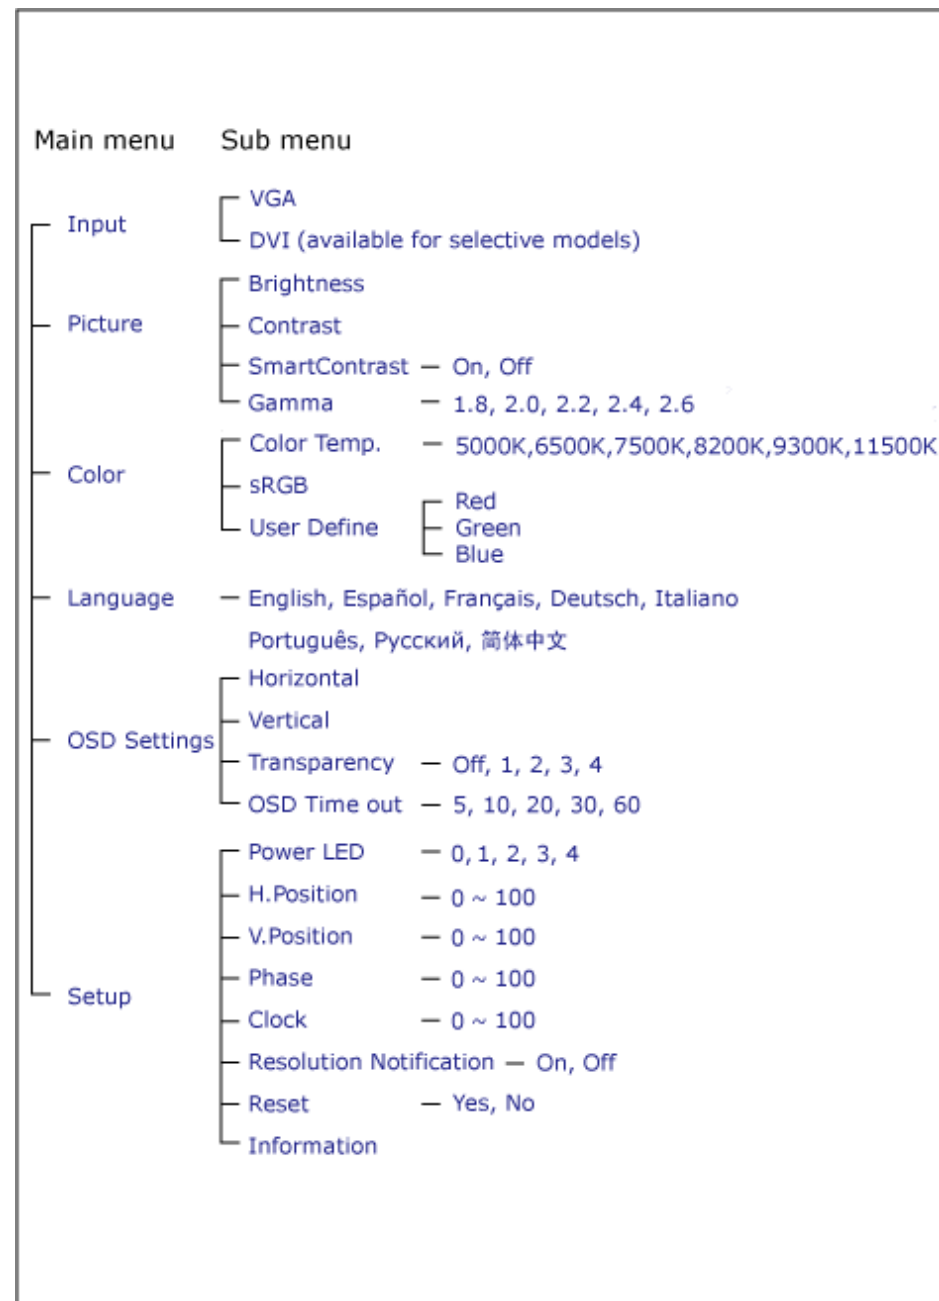 Main menu Sub menu
VGA
Input
DVI (available for selective models)
Brightness
Picture Contrast
SmartContrast — On, Off
Gamma — 1.8, 2.0, 2.2, 2.4, 2.6
Color Temp. — 5000K,6500K,7500K,8200K,9300K,11500K
Color sRGB
Red
User Define Green
Blue
Language — English, Español, Français, Deutsch, Italiano
Português, Русский, 简体中文
Horizontal
Vertical
OSD Settings
Transparency — Off, 1, 2, 3, 4
OSD Time out — 5, 10, 20, 30, 60
Power LED — 0, 1, 2, 3, 4
H.Position — 0 ~ 100
V.Position — 0 ~ 100
Phase — 0 ~ 100
Setup
Clock — 0 ~ 100
Resolution Notification — On, Off
Reset — Yes, No
Information